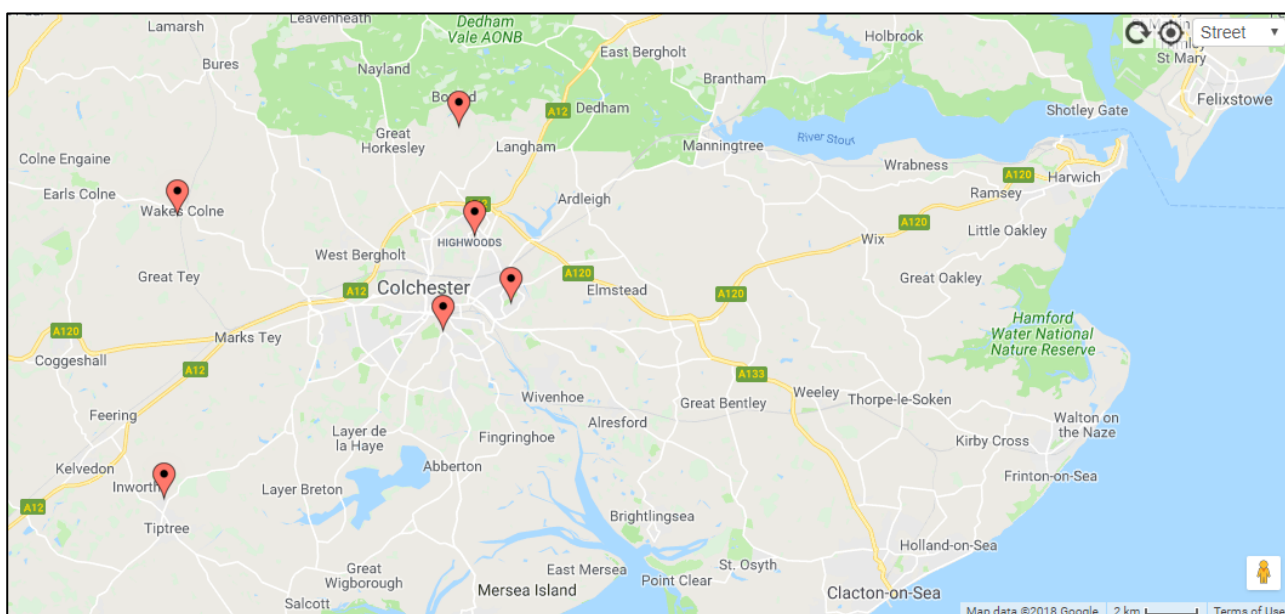 Lamarsh
Leavenheath
Dedham
Vale AONB
East Bergholt
Holbrook
Street
St Mary
Bures
Nayland
Brantham
Felixstowe
A12
Dedham
Shotley Gate
Great
Horkesley
Langham
Manningtree
River Stour
Colne Engaine
Wrabness
A120
Harwich
Earls Colne
Wakes Colne
Ardleigh
Ramsey
HIGHWOODS
A120
Little Oakley
West Bergholt
Wix
Great Tey
A120
Great Oakley
Colchester
A12
Elmstead
A120
Hamford
Water National
Nature Reserve
A120
Marks Tey
Coggeshall
A12
A133
Wivenhoe
Great Bentley
Weeley
Thorpe-le-Soken
Feering
Alresford
Walton on
the Naze
Layer de
la Haye
Fingringhoe
Kirby Cross
Kelvedon
Abberton
Frinton-on-Sea
Inworth
Layer Breton
A12
Tiptree
Brightlingsea
Holland-on-Sea
Great
Wigborough
East Mersea
St. Osyth
Point Clear
Mersea Island
Clacton-on-Sea
Salcott
Map data ©2018 Google
2 km
Terms of Use